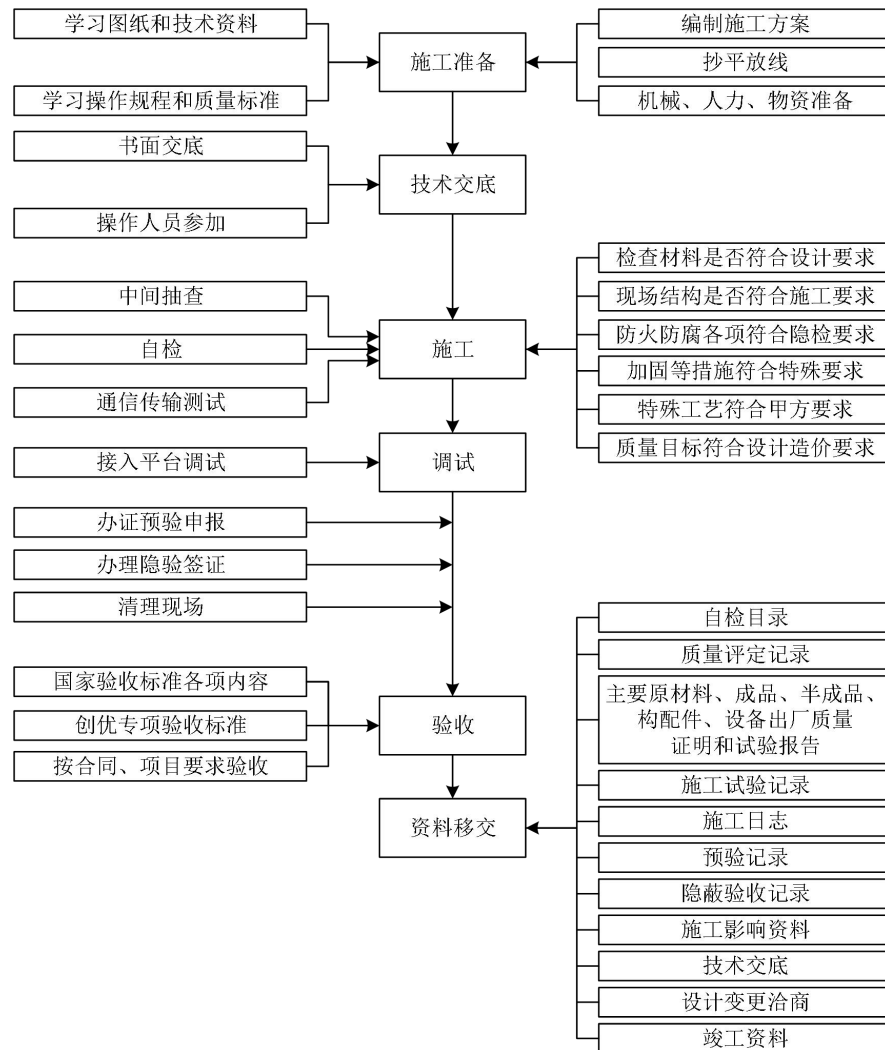 学习图纸和技术资料
编制施工方案
施工准备
抄平放线
学习操作规程和质量标准
机械、人力、物资准备
书面交底
技术交底
操作人员参加
检查材料是否符合设计要求
中间抽查
现场结构是否符合施工要求
防火防腐各项符合隐检要求
自检
施工
加固等措施符合特殊要求
通信传输测试
特殊工艺符合甲方要求
质量目标符合设计造价要求
接入平台调试
调试
办证预验申报
办理隐验签证
清理现场
自检目录
质量评定记录
国家验收标准各项内容
主要原材料、成品、半成品、
构配件、设备出厂质量
证明和试验报告
创优专项验收标准
验收
按合同、项目要求验收
施工试验记录
资料移交
施工日志
预验记录
隐蔽验收记录
施工影响资料
技术交底
设计变更洽商
竣工资料